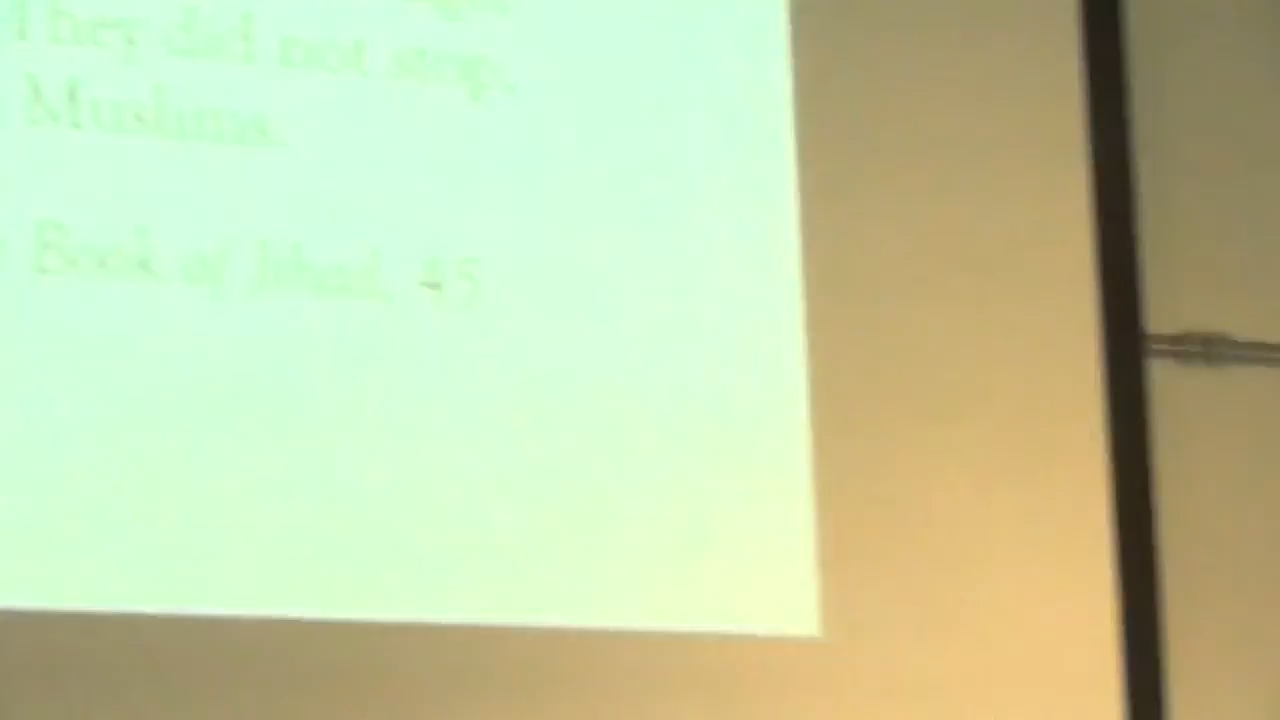 They did not stop.
Muslims.
Book of Jihad, 45